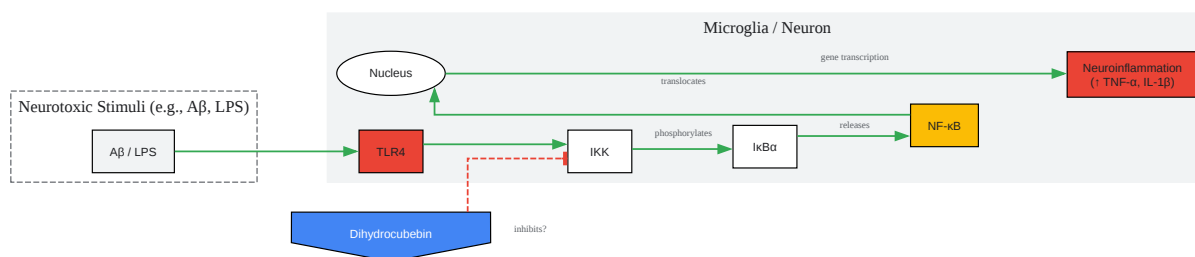 Microglia / Neuron
gene transcription
Nucleus
translocates
Neuroinflammation
(↑ TNF-α, IL-1β)
Neurotoxic Stimuli (e.g., Aβ, LPS)
Aβ / LPS
TLR4
IKK
phosphorylates
IκBα
releases
NF-κB
Dihydrocubebin
inhibits?